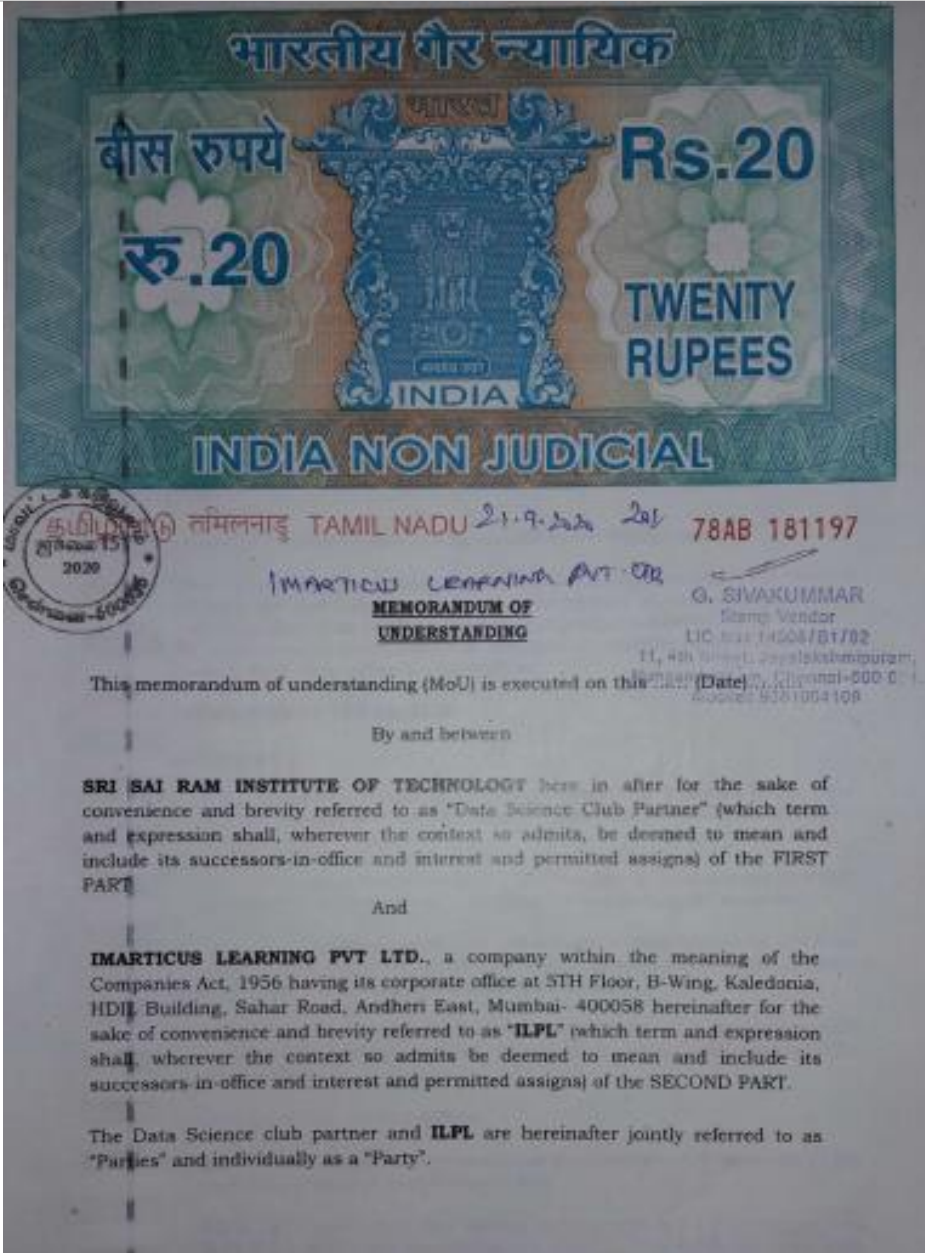 भारतीय गैर न्यायिक
भारत
बीस रुपये
Rs.20
रु.20
TWENTY
RUPEES
INDIA
INDIA NON JUDICIAL
தமிழ்நாடு तमिलनाडु TAMIL NADU 21.9.2020 78AB 181197
2020
IMARTICUS LEARNING PVT LTD
G. SIVAKUMMAR
Stamp Vendor
MEMORANDUM OF
UNDERSTANDING
11, 4th Street,
This memorandum of understanding (MoU) is executed on this ...... (Date)......
By and between
SRI SAI RAM INSTITUTE OF TECHNOLOGY here in after for the sake of
convenience and brevity referred to as "Data Science Club Partner" (which term
and expression shall, wherever the context so admits, be deemed to mean and
include its successors-in-office and interest and permitted assigns) of the FIRST
PART
And
IMARTICUS LEARNING PVT LTD., a company within the meaning of the
Companies Act, 1956 having its corporate office at 5TH Floor, B-Wing, Kaledonia,
HDIL Building, Sahar Road, Andheri East, Mumbai- 400058 hereinafter for the
sake of convenience and brevity referred to as "ILPL" (which term and expression
shall, wherever the context so admits be deemed to mean and include its
successors-in-office and interest and permitted assigns) of the SECOND PART.
The Data Science club partner and ILPL are hereinafter jointly referred to as
"Parties" and individually as a "Party".